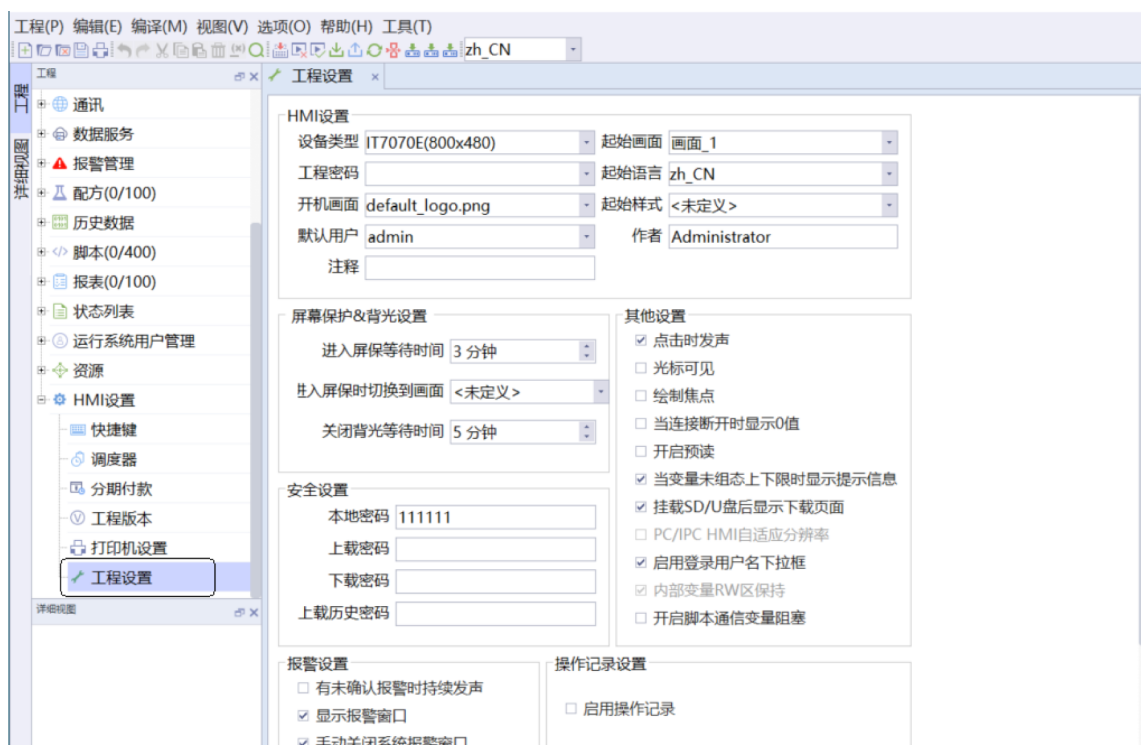 工程(P) 编辑(E) 编译(M) 视图(V) 选项(O) 帮助(H) 工具(T)
zh_CN
工程
详细视图
工程
通讯
数据服务
报警管理
配方(0/100)
历史数据
脚本(0/400)
报表(0/100)
状态列表
运行系统用户管理
资源
HMI设置
快捷键
调度器
分期付款
工程版本
打印机设置
工程设置
详细视图
工程设置
HMI设置
设备类型 IT7070E(800x480) 起始画面 画面_1
工程密码 起始语言 zh_CN
开机画面 default_logo.png 起始样式 <未定义>
默认用户 admin 作者 Administrator
注释
屏幕保护&背光设置
进入屏保等待时间 3 分钟
进入屏保时切换到画面 <未定义>
关闭背光等待时间 5 分钟
安全设置
本地密码 111111
上载密码
下载密码
上载历史密码
其他设置
点击时发声
光标可见
绘制焦点
当连接断开时显示0值
开启预读
当变量未组态上下限时显示提示信息
挂载SD/U盘后显示下载页面
PC/IPC HMI自适应分辨率
启用登录用户名下拉框
内部变量RW区保持
开启脚本通信变量阻塞
报警设置
有未确认报警时持续发声
显示报警窗口
手动关闭系统报警窗口
操作记录设置
启用操作记录